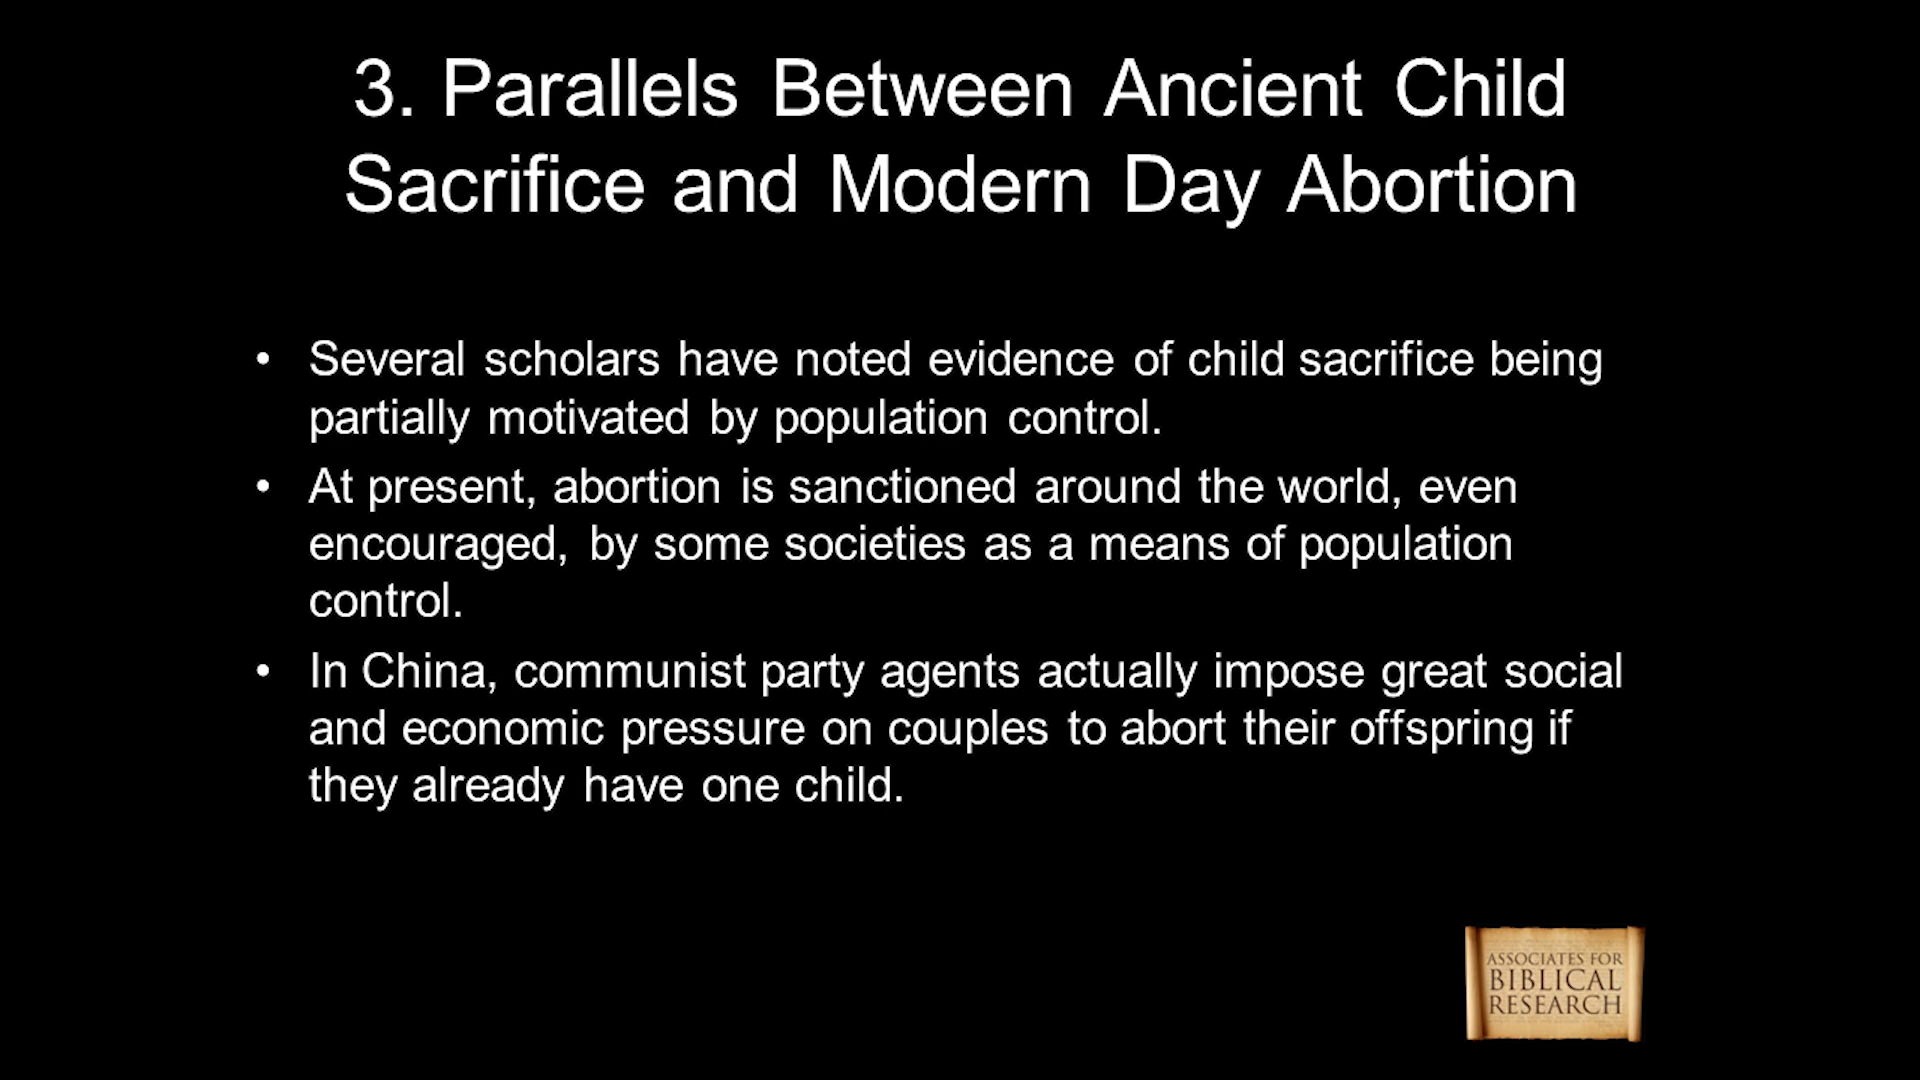 3. Parallels Between Ancient Child
Sacrifice and Modern Day Abortion
• Several scholars have noted evidence of child sacrifice being
partially motivated by population control.
• At present, abortion is sanctioned around the world, even
encouraged, by some societies as a means of population
control.
• In China, communist party agents actually impose great social
and economic pressure on couples to abort their offspring if
they already have one child.
ASSOCIATES FOR
BIBLICAL
RESEARCH